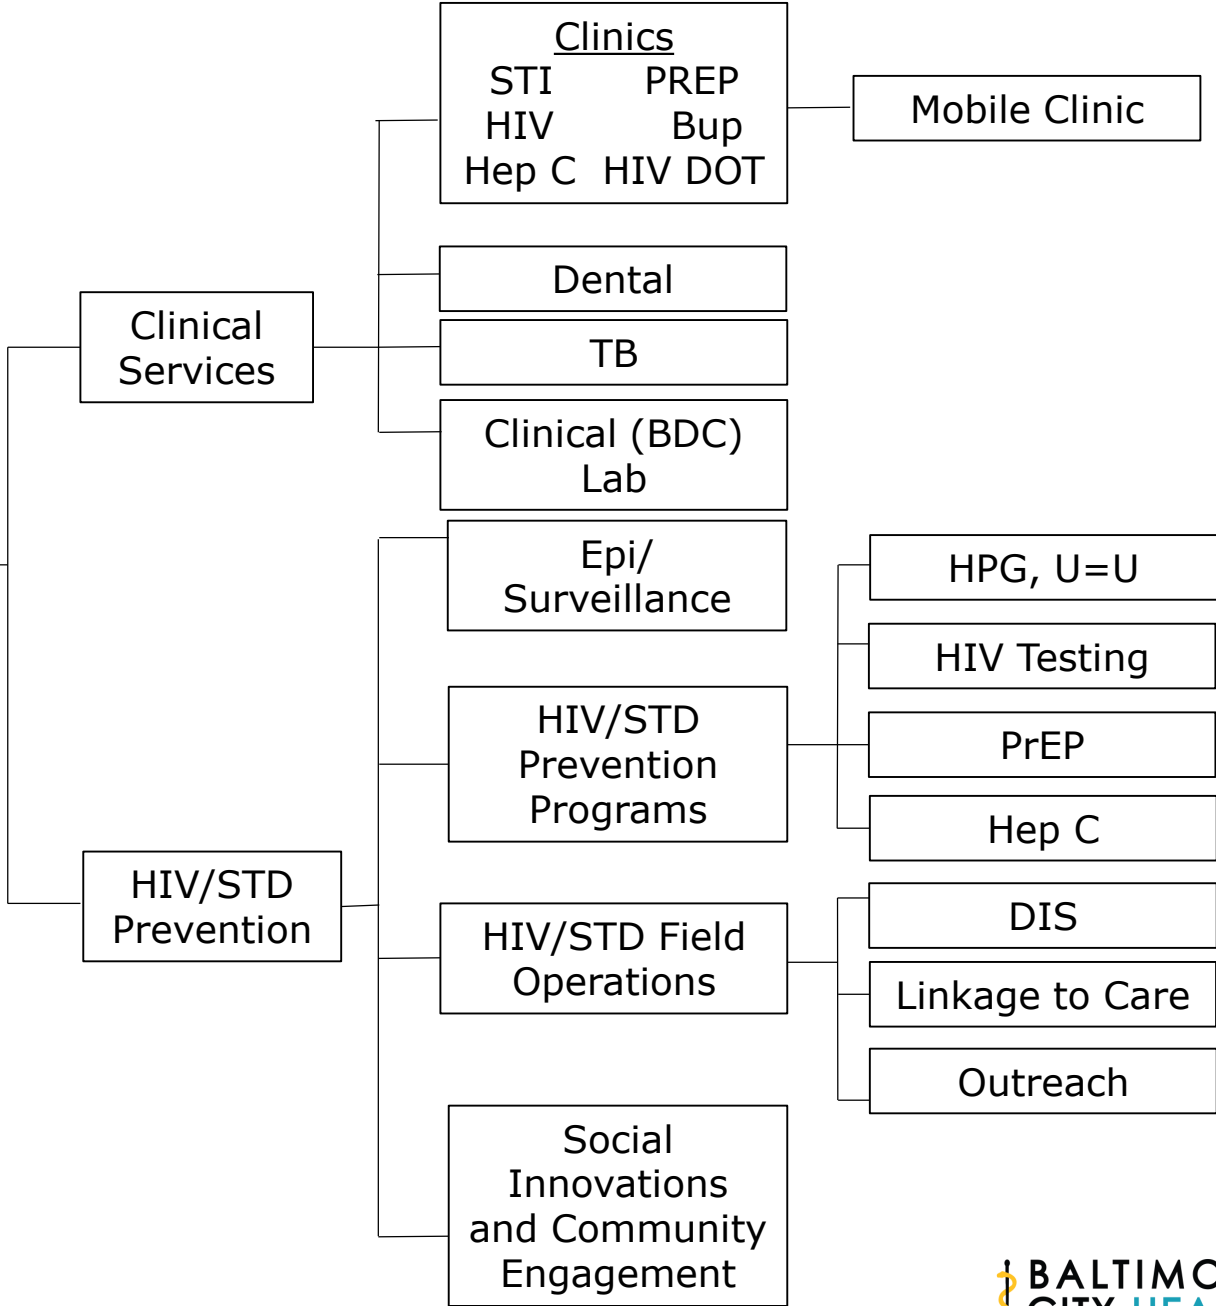 Clinics
STI PREP
HIV Bup
Hep C HIV DOT
Mobile Clinic
Dental
Clinical
Services
TB
Clinical (BDC)
Lab
Epi/
Surveillance
HPG, U=U
HIV Testing
HIV/STD
Prevention
Programs
PrEP
Hep C
HIV/STD
Prevention
HIV/STD Field
Operations
DIS
Linkage to Care
Outreach
Social
Innovations
and Community
Engagement